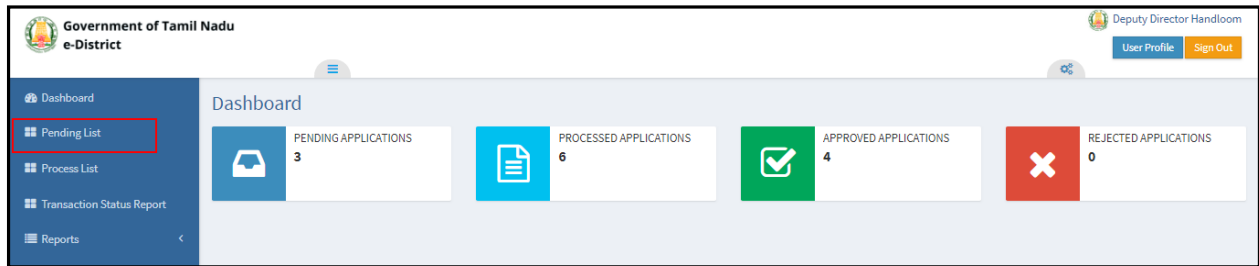 Government of Tamil Nadu
e-District
Deputy Director Handloom
User Profile
Sign Out
Dashboard
Pending List
Process List
Transaction Status Report
Reports
Dashboard
PENDING APPLICATIONS
3
PROCESSED APPLICATIONS
6
APPROVED APPLICATIONS
4
REJECTED APPLICATIONS
0